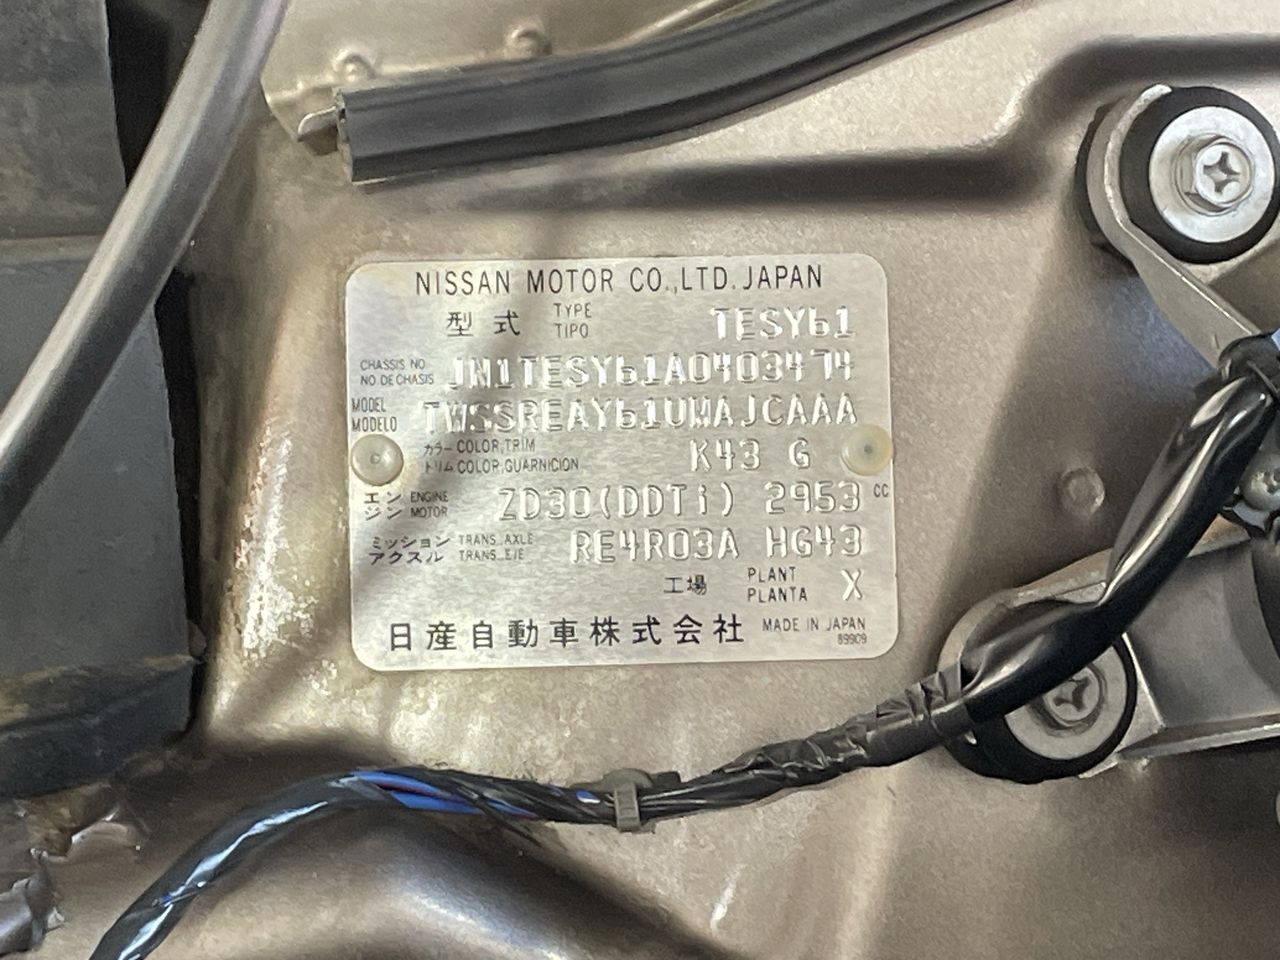 NISSAN MOTOR CO.,LTD. JAPAN
型式 TYPE TIPO TESY61
CHASSIS NO NO DE CHASIS JN1TESY61A0403474
MODEL MODELO TWSSREAY61UWAJCAAA
カラー トリム COLOR,TRIM COLOR,GUARNICION K43 G
エンジン ENGINE MOTOR ZD30(DDTi) 2953 CC
ミッション アクスル TRANS. AXLE TRANS. EJE RE4R03A HG43
工場 PLANT PLANTA X
日産自動車株式会社 MADE IN JAPAN
89909